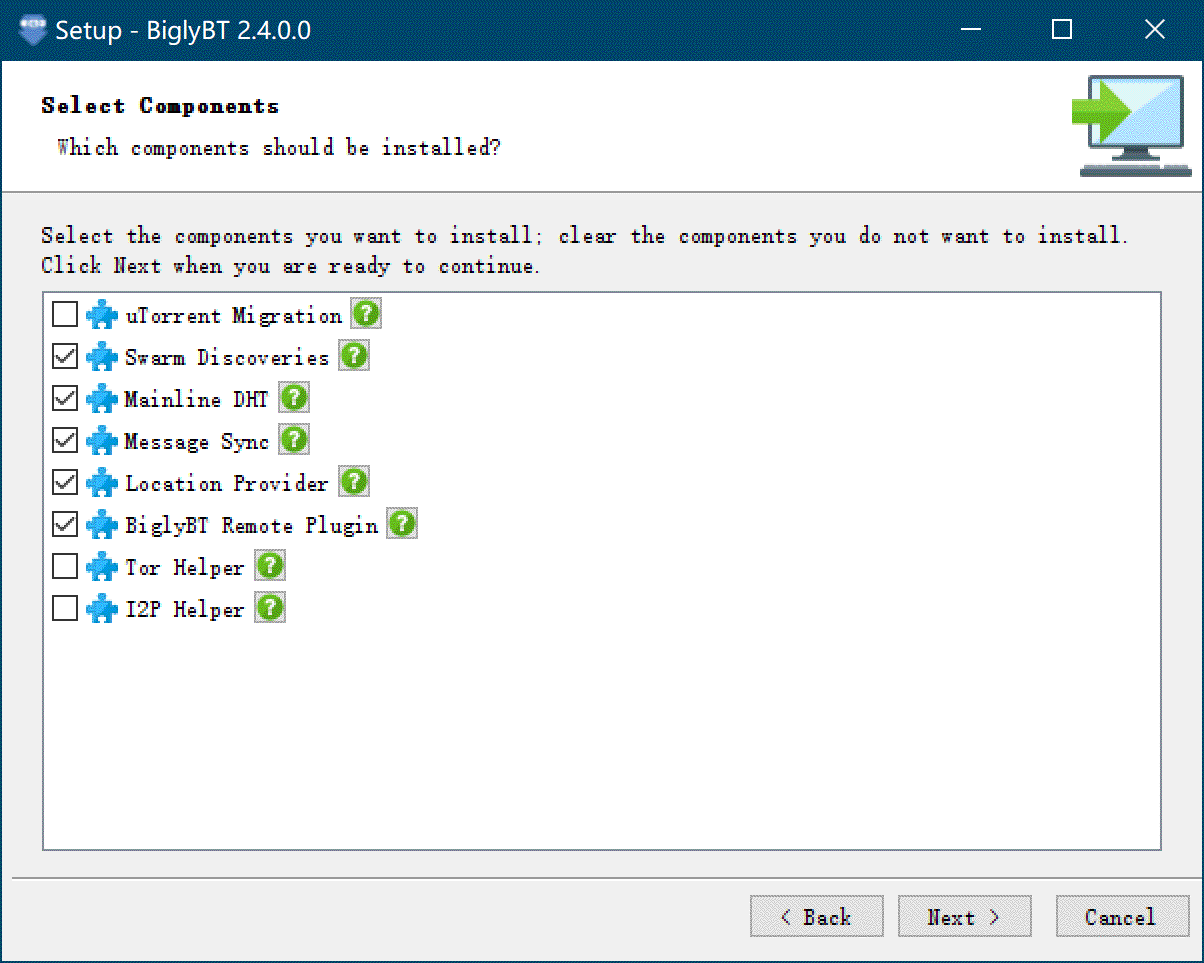 Setup - BiglyBT 2.4.0.0
Select Components
Which components should be installed?
Select the components you want to install; clear the components you do not want to install.
Click Next when you are ready to continue.
uTorrent Migration ?
Swarm Discoveries ?
Mainline DHT ?
Message Sync ?
Location Provider ?
BiglyBT Remote Plugin ?
Tor Helper ?
I2P Helper ?
< Back
Next >
Cancel